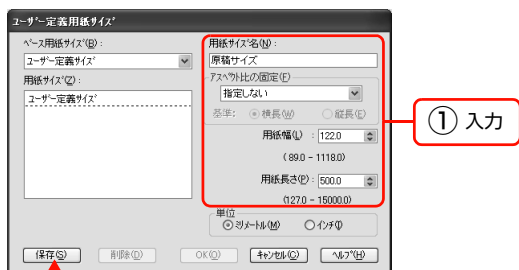 ユーザー定義用紙サイズ
ベース用紙サイズ(B):
ユーザー定義サイズ
用紙サイズ(Z):
ユーザー定義サイズ
用紙サイズ名(N):
原稿サイズ
アスペクト比の固定(F)
指定しない
基準: 横長(W) 縦長(E)
用紙幅(L) : 122.0
(89.0 - 1118.0)
用紙長さ(P) : 500.0
(127.0 - 15000.0)
単位
ミリメートル(M) インチ(I)
保存(S) 削除(D) OK(O) キャンセル(C) ヘルプ(H)
① 入力